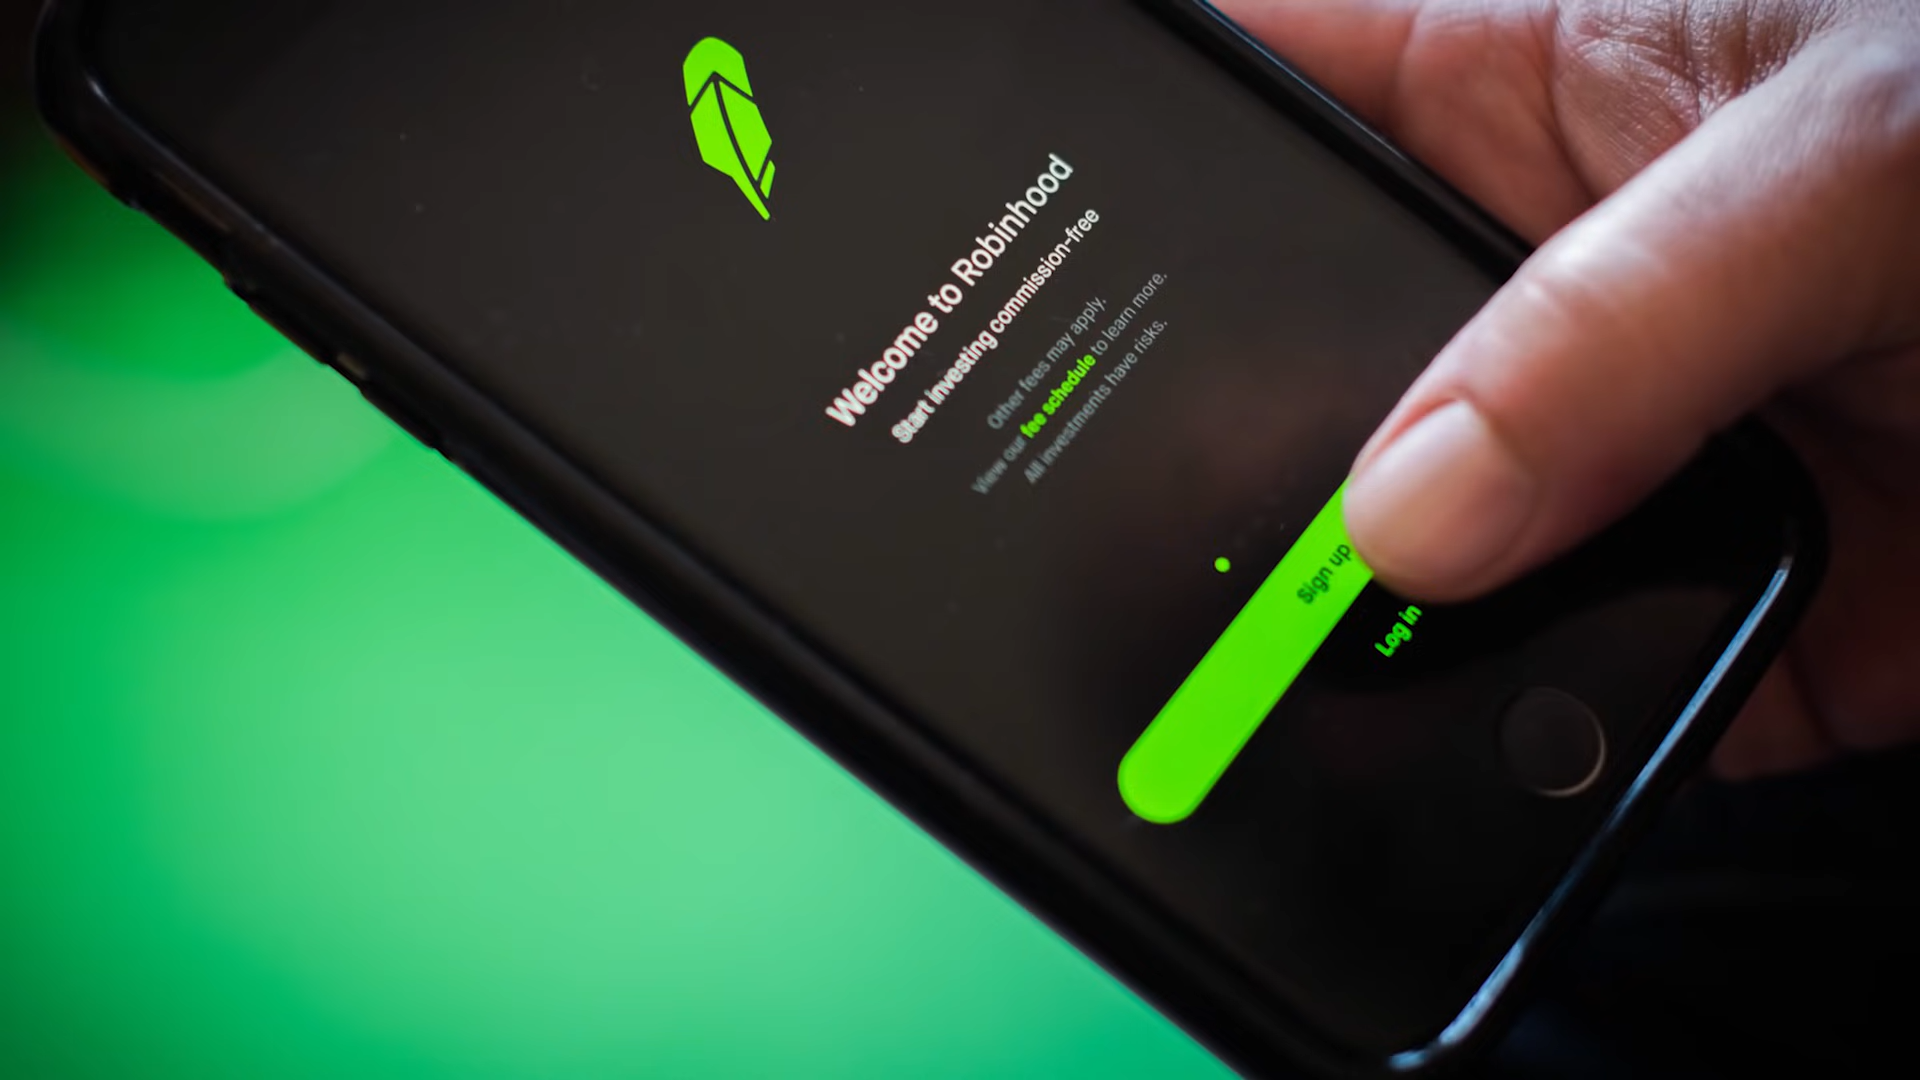 Welcome to Robinhood
Start investing commission-free
Other fees may apply.
View our fee schedule to learn more.
All investments have risks.
Sign up
Log in